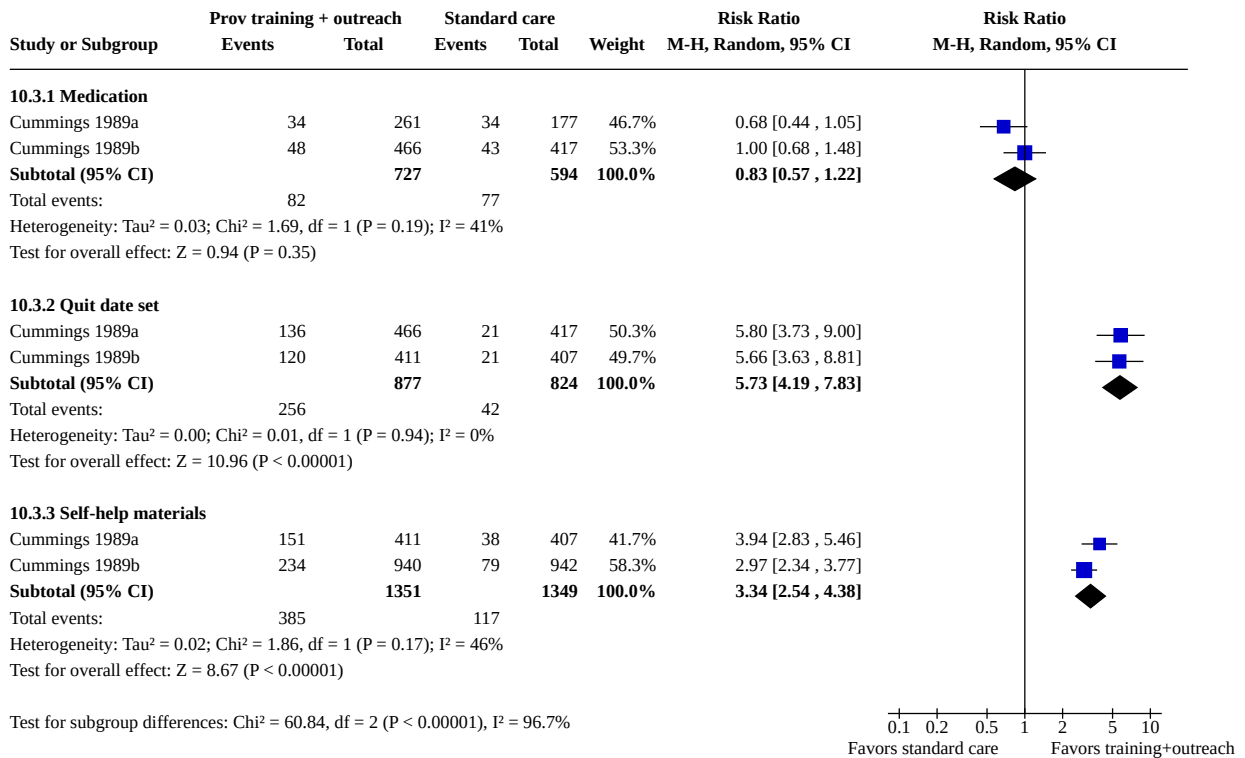 Prov training + outreach Standard care Risk Ratio Risk Ratio
Study or Subgroup Events Total Events Total Weight M-H, Random, 95% CI M-H, Random, 95% CI
10.3.1 Medication
Cummings 1989a 34 261 34 177 46.7% 0.68 [0.44 , 1.05]
Cummings 1989b 48 466 43 417 53.3% 1.00 [0.68 , 1.48]
Subtotal (95% CI) 727 594 100.0% 0.83 [0.57 , 1.22]
Total events: 82 77
Heterogeneity: Tau² = 0.03; Chi² = 1.69, df = 1 (P = 0.19); I² = 41%
Test for overall effect: Z = 0.94 (P = 0.35)
10.3.2 Quit date set
Cummings 1989a 136 466 21 417 50.3% 5.80 [3.73 , 9.00]
Cummings 1989b 120 411 21 407 49.7% 5.66 [3.63 , 8.81]
Subtotal (95% CI) 877 824 100.0% 5.73 [4.19 , 7.83]
Total events: 256 42
Heterogeneity: Tau² = 0.00; Chi² = 0.01, df = 1 (P = 0.94); I² = 0%
Test for overall effect: Z = 10.96 (P < 0.00001)
10.3.3 Self-help materials
Cummings 1989a 151 411 38 407 41.7% 3.94 [2.83 , 5.46]
Cummings 1989b 234 940 79 942 58.3% 2.97 [2.34 , 3.77]
Subtotal (95% CI) 1351 1349 100.0% 3.34 [2.54 , 4.38]
Total events: 385 117
Heterogeneity: Tau² = 0.02; Chi² = 1.86, df = 1 (P = 0.17); I² = 46%
Test for overall effect: Z = 8.67 (P < 0.00001)
Test for subgroup differences: Chi² = 60.84, df = 2 (P < 0.00001), I² = 96.7%
0.1 0.2 0.5 1 2 5 10
Favors standard care Favors training+outreach